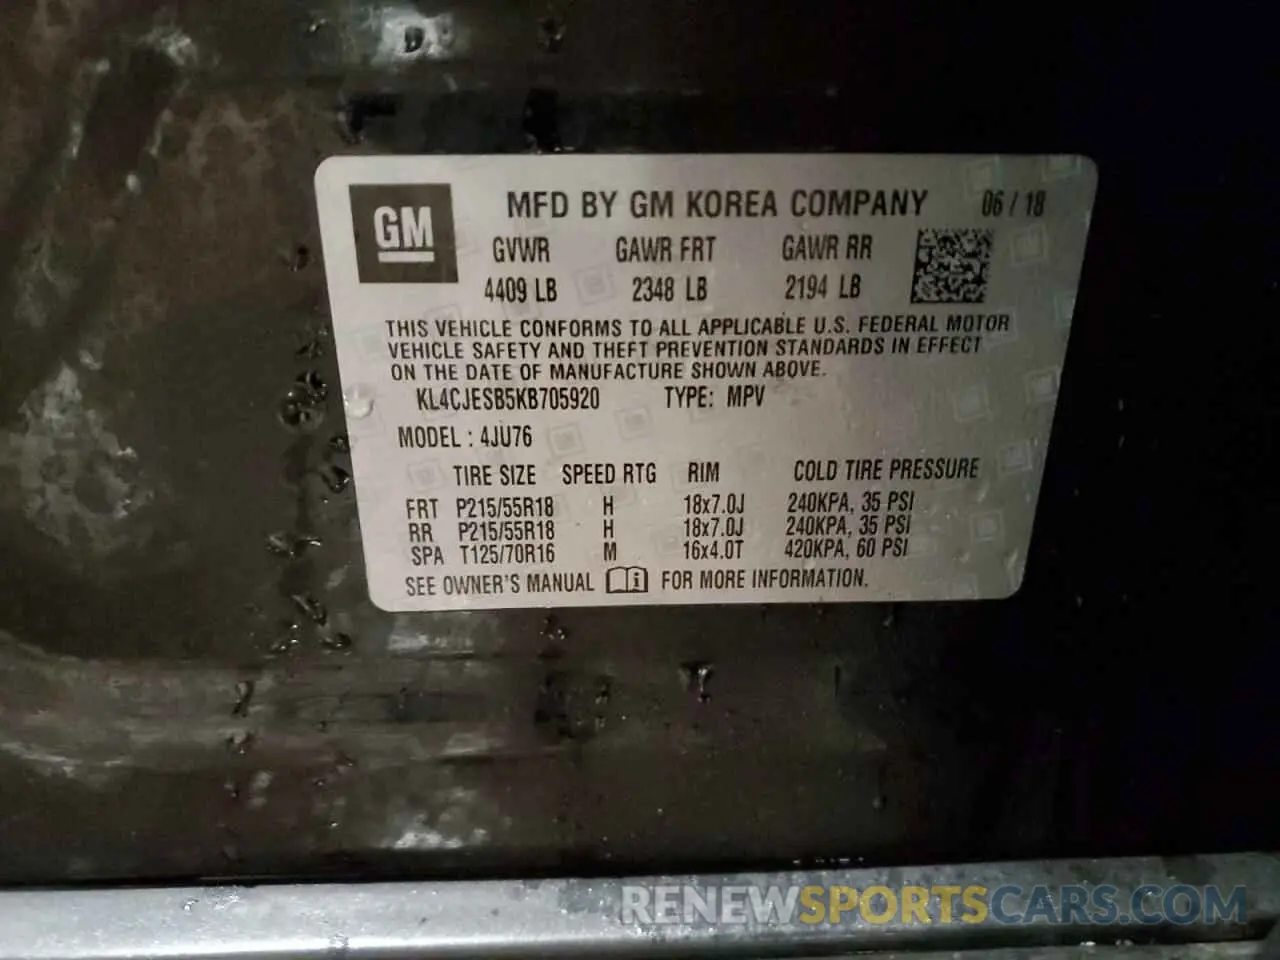 GM
MFD BY GM KOREA COMPANY 06 / 18
GVWR GAWR FRT GAWR RR
4409 LB 2348 LB 2194 LB
THIS VEHICLE CONFORMS TO ALL APPLICABLE U.S. FEDERAL MOTOR
VEHICLE SAFETY AND THEFT PREVENTION STANDARDS IN EFFECT
ON THE DATE OF MANUFACTURE SHOWN ABOVE.
KL4CJESB5KB705920 TYPE: MPV
MODEL : 4JU76
TIRE SIZE SPEED RTG RIM COLD TIRE PRESSURE
FRT P215/55R18 H 18x7.0J 240KPA, 35 PSI
RR P215/55R18 H 18x7.0J 240KPA, 35 PSI
SPA T125/70R16 M 16x4.0T 420KPA, 60 PSI
SEE OWNER'S MANUAL i FOR MORE INFORMATION.
RENEWSPORTSCARS.COM